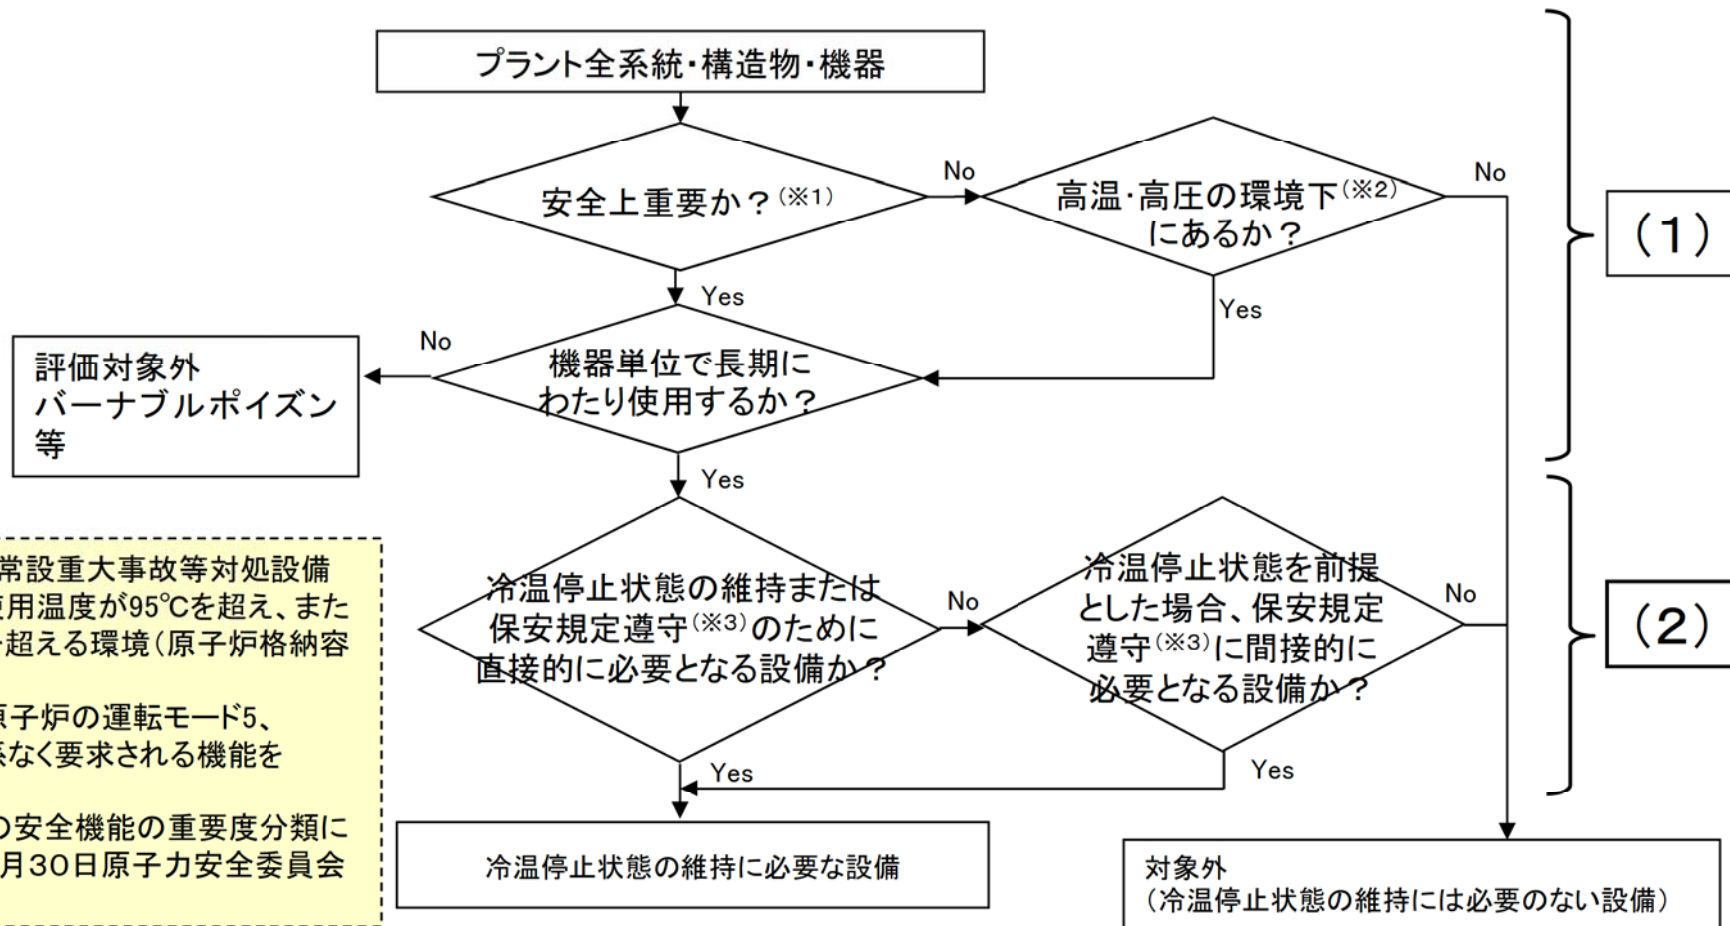 プラント全系統・構造物・機器
安全上重要か？(※1)
No
高温・高圧の環境下(※2)
にあるか？
No
(1)
Yes
Yes
機器単位で長期に
わたり使用するか？
No
評価対象外
バーナブルポイズン
等
Yes
冷温停止状態の維持または
保安規定遵守(※3)のために
直接的に必要となる設備か？
No
冷温停止状態を前提
とした場合、保安規定
遵守(※3)に間接的に
必要となる設備か？
No
(2)
Yes
Yes
常設重大事故等対処設備
使用温度が95℃を超え、また
超える環境(原子炉格納容
原子炉の運転モード5、
係なく要求される機能を
の安全機能の重要度分類に
月30日原子力安全委員会
冷温停止状態の維持に必要な設備
対象外
(冷温停止状態の維持には必要のない設備)